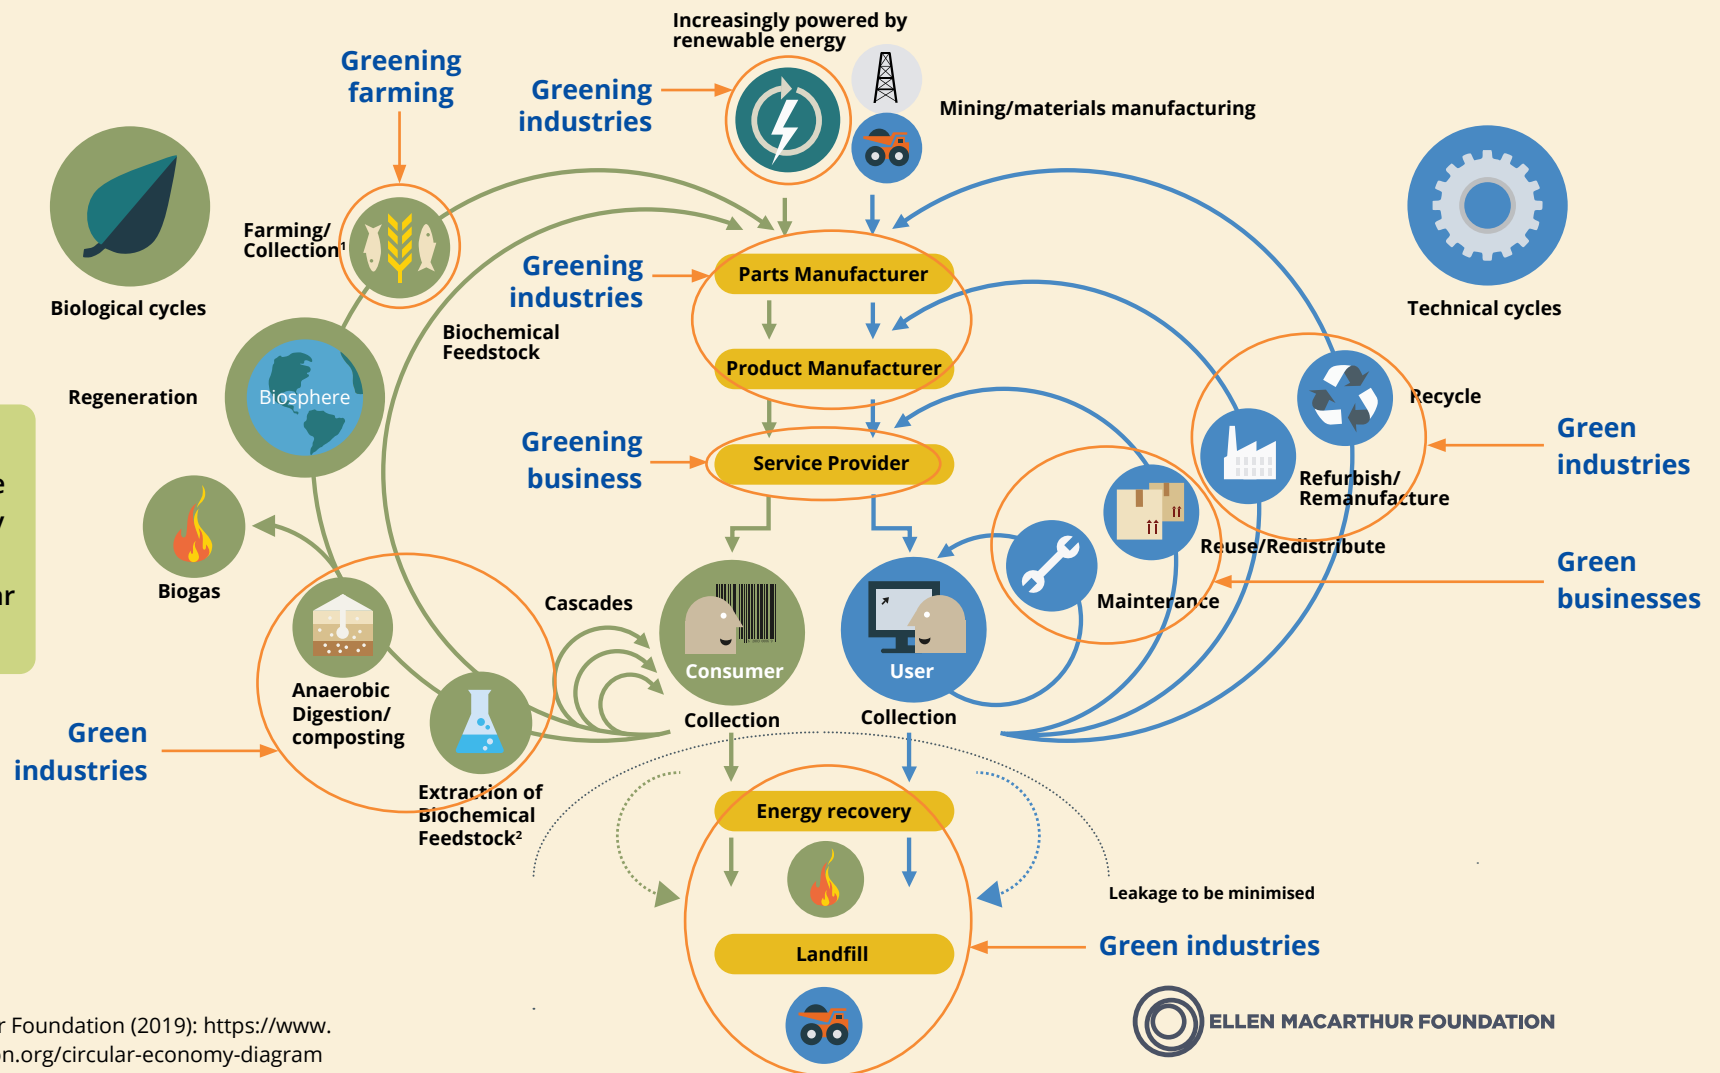 Increasingly powered by
renewable energy
Greening
farming
Greening
industries
Mining/materials manufacturing
Farming/
Collection¹
Biological cycles
Technical cycles
Greening
industries
Parts Manufacturer
Biochemical
Feedstock
Product Manufacturer
Regeneration
Biosphere
Recycle
Greening
business
Service Provider
Green
industries
Refurbish/
Remanufacture
Reuse/Redistribute
Green
businesses
Biogas
Cascades
Mainterance
Consumer
User
Anaerobic
Digestion/
composting
Collection
Collection
Green
industries
Extraction of
Biochemical
Feedstock²
Energy recovery
Leakage to be minimised
Green industries
Landfill
ELLEN MACARTHUR FOUNDATION
Foundation (2019): https://www.
.org/circular-economy-diagram